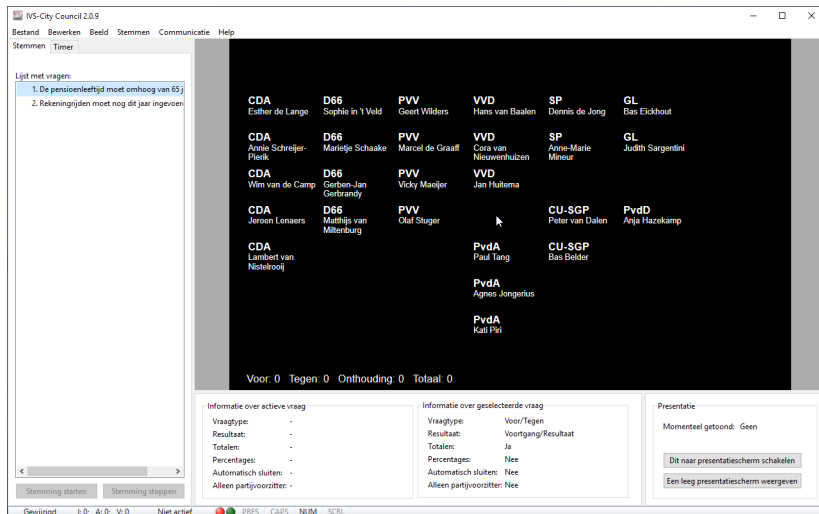 IVS-City Council 2.0.9
Bestand Bewerken Beeld Stemmen Communicatie Help
Stemmen Timer
Lijst met vragen:
1. De pensioenleeftijd moet omhoog van 65 j
2. Rekeningrijden moet nog dit jaar ingevoere
CDA D66 PVV VVD SP GL
Esther de Lange Sophie in 't Veld Geert Wilders Hans van Baalen Dennis de Jong Bas Eickhout
CDA D66 PVV VVD SP GL
Annie Schreijer- Marietje Schaake Marcel de Graaff Cora van Anne-Marie Judith Sargentini
Pierik Nieuwenhuizen Mineur
CDA D66 PVV VVD
Wim van de Camp Gerben-Jan Vicky Maeijer Jan Huitema
Gerbrandy
CDA D66 PVV CU-SGP PvdD
Jeroen Lenaers Matthijs van Olaf Stuger Peter van Dalen Anja Hazekamp
Miltenburg
CDA PvdA CU-SGP
Lambert van Paul Tang Bas Belder
Nistelrooij
PvdA
Agnes Jongerius
PvdA
Kati Piri
Voor: 0 Tegen: 0 Onthouding: 0 Totaal: 0
Informatie over actieve vraag
Vraagtype: -
Resultaat: -
Totalen: -
Percentages: -
Automatisch sluiten: -
Alleen partijvoorzitter: -
Informatie over geselecteerde vraag
Vraagtype: Voor/Tegen
Resultaat: Voortgang/Resultaat
Totalen: Ja
Percentages: Nee
Automatisch sluiten: Nee
Alleen partijvoorzitter: Nee
Presentatie
Momenteel getoond: Geen
Dit naar presentatiescherm schakelen
Een leeg presentatiescherm weergeven
Stemming starten Stemming stoppen
Gewijzigd I: 0; A: 0; V: 0 Niet actief PRES CAPS NUM SCRL